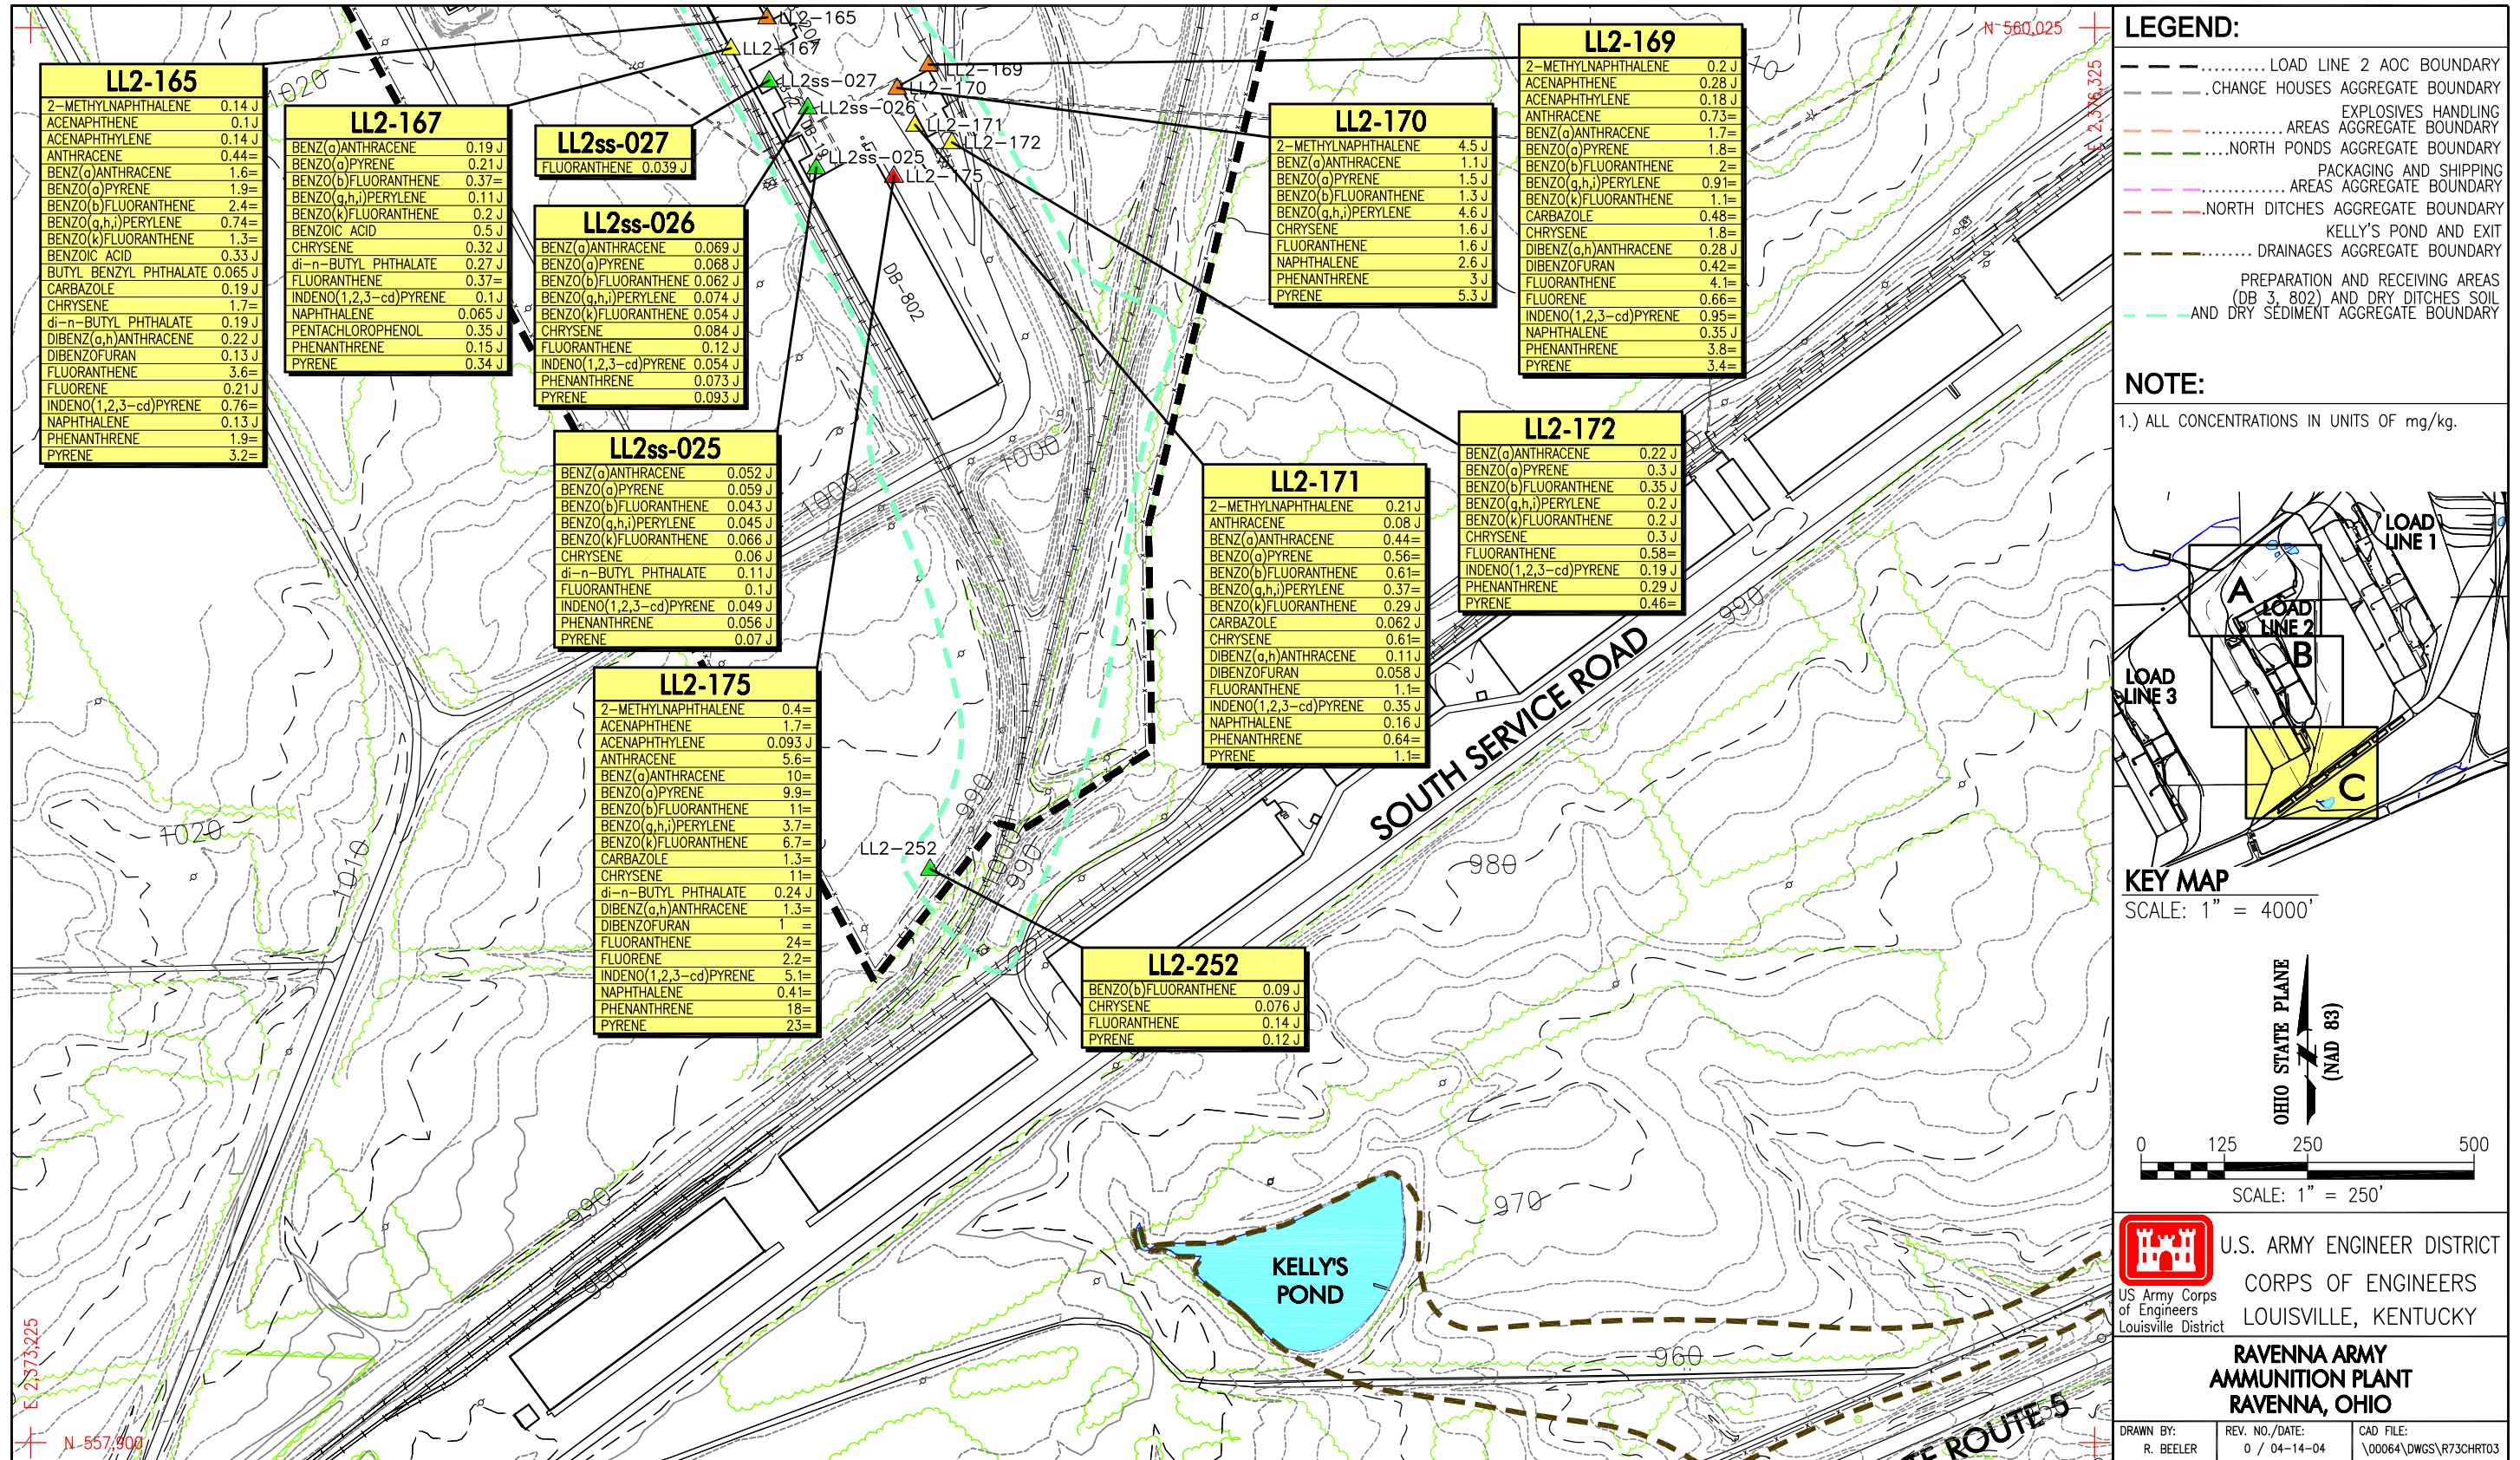 LL2-165
LL2-167
LL2ss-027
LL2ss-026
LL2-169
LL2-170
LL2-171
LL2-172
LL2ss-025
LL2-175
LL2-252
DB-802
N 560,025
E 2,376,325
E 2,373,225
N 557,900
LL2-165
2-METHYLNAPHTHALENE 0.14 J
ACENAPHTHENE 0.1 J
ACENAPHTHYLENE 0.14 J
ANTHRACENE 0.44=
BENZ(a)ANTHRACENE 1.6=
BENZO(a)PYRENE 1.9=
BENZO(b)FLUORANTHENE 2.4=
BENZO(g,h,i)PERYLENE 0.74=
BENZO(k)FLUORANTHENE 1.3=
BENZOIC ACID 0.33 J
BUTYL BENZYL PHTHALATE 0.065 J
CARBAZOLE 0.19 J
CHRYSENE 1.7=
di-n-BUTYL PHTHALATE 0.19 J
DIBENZ(a,h)ANTHRACENE 0.22 J
DIBENZOFURAN 0.13 J
FLUORANTHENE 3.6=
FLUORENE 0.21 J
INDENO(1,2,3-cd)PYRENE 0.76=
NAPHTHALENE 0.13 J
PHENANTHRENE 1.9=
PYRENE 3.2=
LL2-167
BENZ(a)ANTHRACENE 0.19 J
BENZO(a)PYRENE 0.21 J
BENZO(b)FLUORANTHENE 0.37=
BENZO(g,h,i)PERYLENE 0.11 J
BENZO(k)FLUORANTHENE 0.2 J
BENZOIC ACID 0.5 J
CHRYSENE 0.32 J
di-n-BUTYL PHTHALATE 0.27 J
FLUORANTHENE 0.37=
INDENO(1,2,3-cd)PYRENE 0.1 J
NAPHTHALENE 0.065 J
PENTACHLOROPHENOL 0.35 J
PHENANTHRENE 0.15 J
PYRENE 0.34 J
LL2ss-027
FLUORANTHENE 0.039 J
LL2ss-026
BENZ(a)ANTHRACENE 0.069 J
BENZO(a)PYRENE 0.068 J
BENZO(b)FLUORANTHENE 0.062 J
BENZO(g,h,i)PERYLENE 0.074 J
BENZO(k)FLUORANTHENE 0.054 J
CHRYSENE 0.084 J
FLUORANTHENE 0.12 J
INDENO(1,2,3-cd)PYRENE 0.054 J
PHENANTHRENE 0.073 J
PYRENE 0.093 J
LL2ss-025
BENZ(a)ANTHRACENE 0.052 J
BENZO(a)PYRENE 0.059 J
BENZO(b)FLUORANTHENE 0.043 J
BENZO(g,h,i)PERYLENE 0.045 J
BENZO(k)FLUORANTHENE 0.066 J
CHRYSENE 0.06 J
di-n-BUTYL PHTHALATE 0.11 J
FLUORANTHENE 0.1 J
INDENO(1,2,3-cd)PYRENE 0.049 J
PHENANTHRENE 0.056 J
PYRENE 0.07 J
LL2-175
2-METHYLNAPHTHALENE 0.4=
ACENAPHTHENE 1.7=
ACENAPHTHYLENE 0.093 J
ANTHRACENE 5.6=
BENZ(a)ANTHRACENE 10=
BENZO(a)PYRENE 9.9=
BENZO(b)FLUORANTHENE 11=
BENZO(g,h,i)PERYLENE 3.7=
BENZO(k)FLUORANTHENE 6.7=
CARBAZOLE 1.3=
CHRYSENE 11=
di-n-BUTYL PHTHALATE 0.24 J
DIBENZ(a,h)ANTHRACENE 1.3=
DIBENZOFURAN 1 =
FLUORANTHENE 24=
FLUORENE 2.2=
INDENO(1,2,3-cd)PYRENE 5.1=
NAPHTHALENE 0.41=
PHENANTHRENE 18=
PYRENE 23=
LL2-170
2-METHYLNAPHTHALENE 4.5 J
BENZ(a)ANTHRACENE 1.1 J
BENZO(a)PYRENE 1.5 J
BENZO(b)FLUORANTHENE 1.3 J
BENZO(g,h,i)PERYLENE 4.6 J
CHRYSENE 1.6 J
FLUORANTHENE 1.6 J
NAPHTHALENE 2.6 J
PHENANTHRENE 3 J
PYRENE 5.3 J
LL2-169
2-METHYLNAPHTHALENE 0.2 J
ACENAPHTHENE 0.28 J
ACENAPHTHYLENE 0.18 J
ANTHRACENE 0.73=
BENZ(a)ANTHRACENE 1.7=
BENZO(a)PYRENE 1.8=
BENZO(b)FLUORANTHENE 2=
BENZO(g,h,i)PERYLENE 0.91=
BENZO(k)FLUORANTHENE 1.1=
CARBAZOLE 0.48=
CHRYSENE 1.8=
DIBENZ(a,h)ANTHRACENE 0.28 J
DIBENZOFURAN 0.42=
FLUORANTHENE 4.1=
FLUORENE 0.66=
INDENO(1,2,3-cd)PYRENE 0.95=
NAPHTHALENE 0.35 J
PHENANTHRENE 3.8=
PYRENE 3.4=
LL2-171
2-METHYLNAPHTHALENE 0.21 J
ANTHRACENE 0.08 J
BENZ(a)ANTHRACENE 0.44=
BENZO(a)PYRENE 0.56=
BENZO(b)FLUORANTHENE 0.61=
BENZO(g,h,i)PERYLENE 0.37=
BENZO(k)FLUORANTHENE 0.29 J
CARBAZOLE 0.062 J
CHRYSENE 0.61=
DIBENZ(a,h)ANTHRACENE 0.11 J
DIBENZOFURAN 0.058 J
FLUORANTHENE 1.1=
INDENO(1,2,3-cd)PYRENE 0.35 J
NAPHTHALENE 0.16 J
PHENANTHRENE 0.64=
PYRENE 1.1=
LL2-172
BENZ(a)ANTHRACENE 0.22 J
BENZO(a)PYRENE 0.3 J
BENZO(b)FLUORANTHENE 0.35 J
BENZO(g,h,i)PERYLENE 0.2 J
BENZO(k)FLUORANTHENE 0.2 J
CHRYSENE 0.3 J
FLUORANTHENE 0.58=
INDENO(1,2,3-cd)PYRENE 0.19 J
PHENANTHRENE 0.29 J
PYRENE 0.46=
LL2-252
BENZO(b)FLUORANTHENE 0.09 J
CHRYSENE 0.076 J
FLUORANTHENE 0.14 J
PYRENE 0.12 J
1020
1000
1000
1020
1010
990
990
990
980
970
960
990
990
SOUTH SERVICE ROAD
KELLY'S
POND
ROUTE 5
LEGEND:
LOAD LINE 2 AOC BOUNDARY
CHANGE HOUSES AGGREGATE BOUNDARY
EXPLOSIVES HANDLING
AREAS AGGREGATE BOUNDARY
NORTH PONDS AGGREGATE BOUNDARY
PACKAGING AND SHIPPING
AREAS AGGREGATE BOUNDARY
NORTH DITCHES AGGREGATE BOUNDARY
KELLY'S POND AND EXIT
DRAINAGES AGGREGATE BOUNDARY
PREPARATION AND RECEIVING AREAS
(DB 3, 802) AND DRY DITCHES SOIL
AND DRY SEDIMENT AGGREGATE BOUNDARY
NOTE:
1.) ALL CONCENTRATIONS IN UNITS OF mg/kg.
LOAD
LINE 1
A
LOAD
LINE 2
B
LOAD
LINE 3
C
KEY MAP
SCALE: 1" = 4000'
OHIO STATE PLANE
(NAD 83)
0 125 250 500
SCALE: 1" = 250'
US Army Corps
of Engineers
Louisville District
U.S. ARMY ENGINEER DISTRICT
CORPS OF ENGINEERS
LOUISVILLE, KENTUCKY
RAVENNA ARMY
AMMUNITION PLANT
RAVENNA, OHIO
DRAWN BY:
R. BEELER
REV. NO./DATE:
0 / 04-14-04
CAD FILE:
\00064\DWGS\R73CHRT03